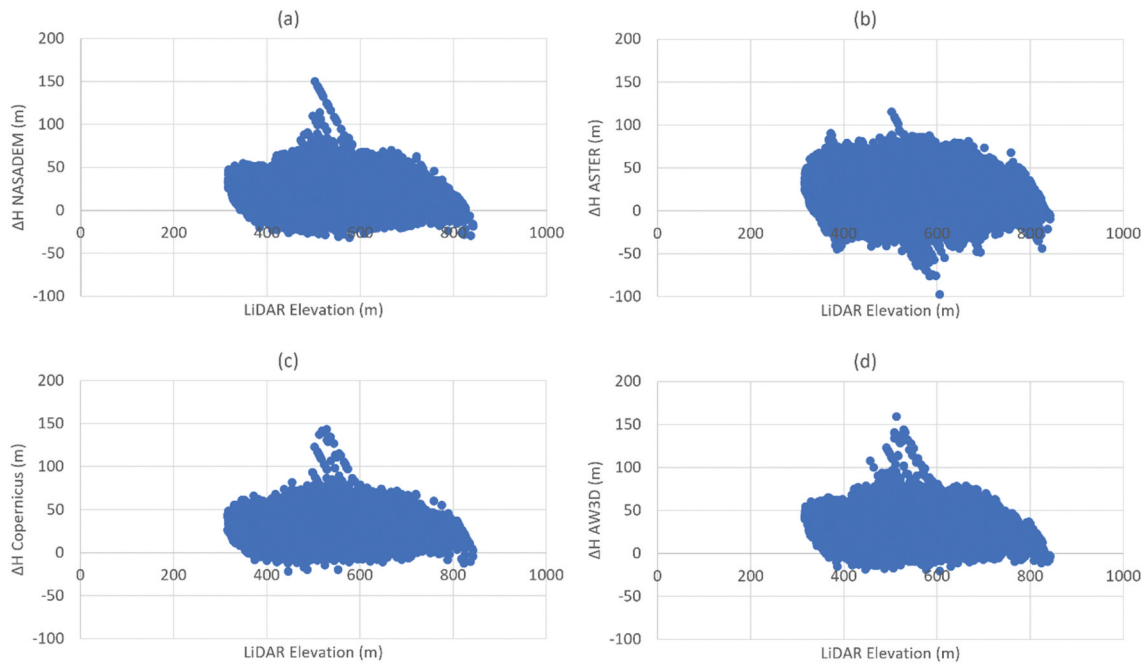 (a)
200
150
100
50
0
-50
-100
0 200 400 600 800 1000
ΔH NASADEM (m)
LiDAR Elevation (m)
(b)
200
150
100
50
0
-50
-100
0 200 400 600 800 1000
ΔH ASTER (m)
LiDAR Elevation (m)
(c)
200
150
100
50
0
-50
-100
0 200 400 600 800 1000
ΔH Copernicus (m)
LiDAR Elevation (m)
(d)
200
150
100
50
0
-50
-100
0 200 400 600 800 1000
ΔH AW3D (m)
LiDAR Elevation (m)